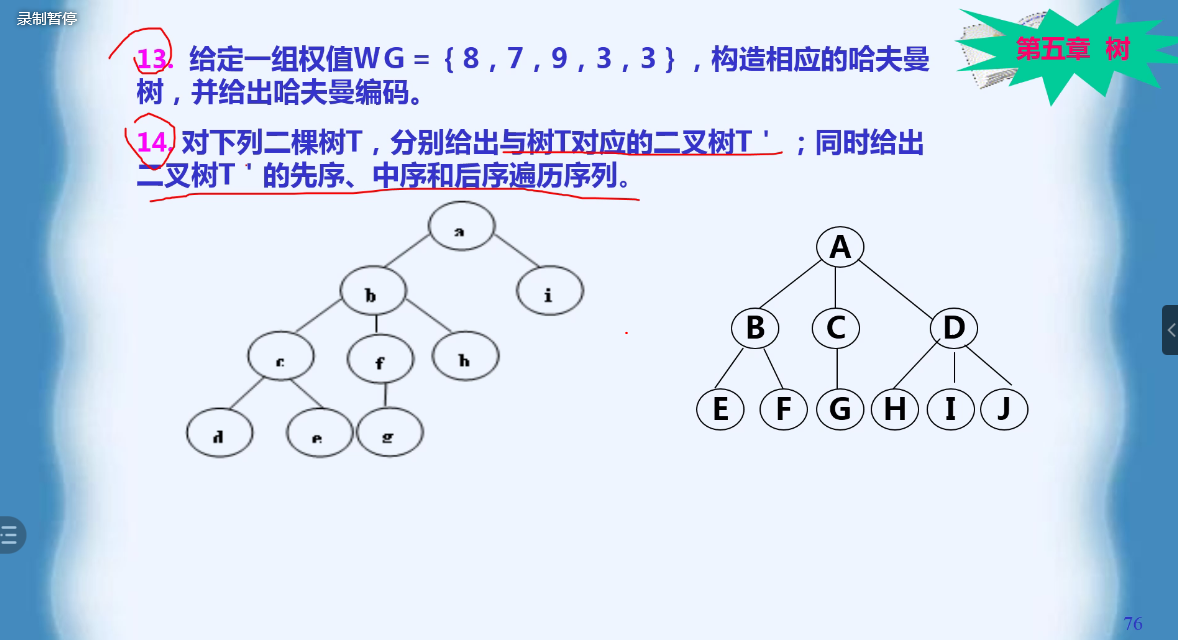 录制暂停
第五章 树
13. 给定一组权值WG={8,7,9,3,3},构造相应的哈夫曼
树,并给出哈夫曼编码。
14. 对下列二棵树T,分别给出与树T对应的二叉树T';同时给出
二叉树T'的先序、中序和后序遍历序列。
a
b i
c f h
d e g
A
B C D
E F G H I J
76